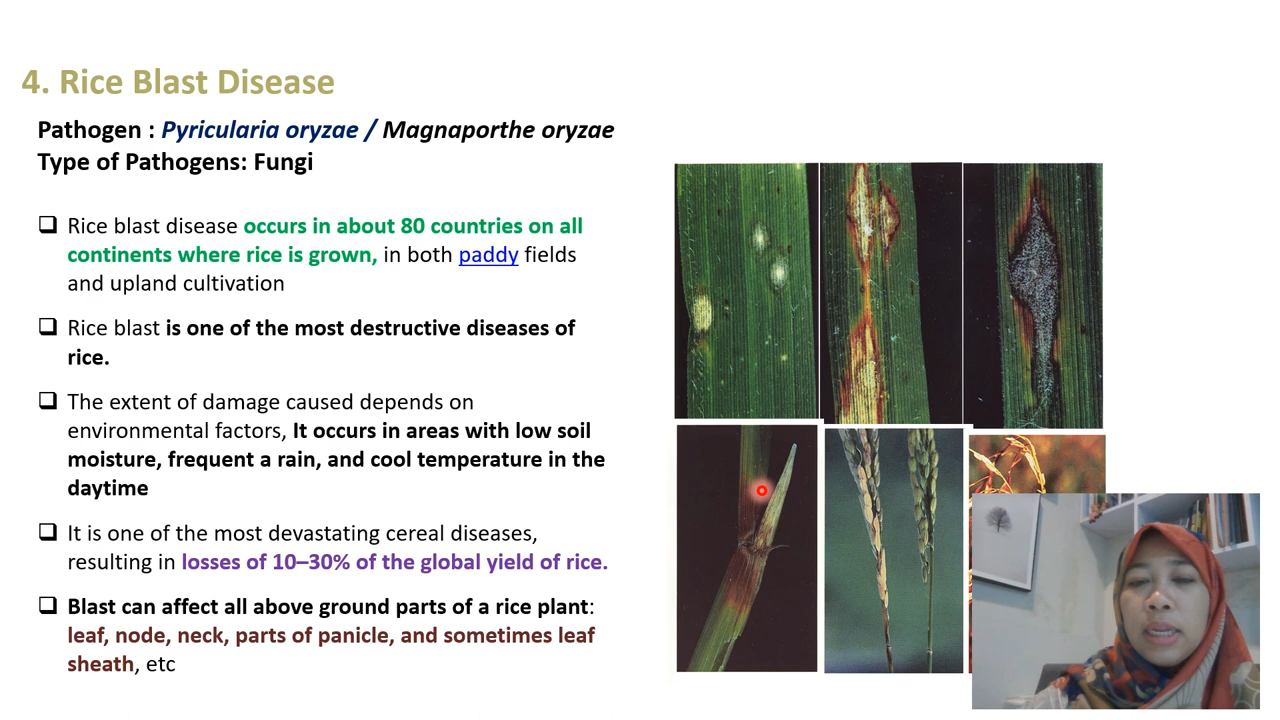 4. Rice Blast Disease
Pathogen : Pyricularia oryzae / Magnaporthe oryzae
Type of Pathogens: Fungi
❑ Rice blast disease occurs in about 80 countries on all
continents where rice is grown, in both paddy fields
and upland cultivation
❑ Rice blast is one of the most destructive diseases of
rice.
❑ The extent of damage caused depends on
environmental factors, It occurs in areas with low soil
moisture, frequent a rain, and cool temperature in the
daytime
❑ It is one of the most devastating cereal diseases,
resulting in losses of 10–30% of the global yield of rice.
❑ Blast can affect all above ground parts of a rice plant:
leaf, node, neck, parts of panicle, and sometimes leaf
sheath, etc